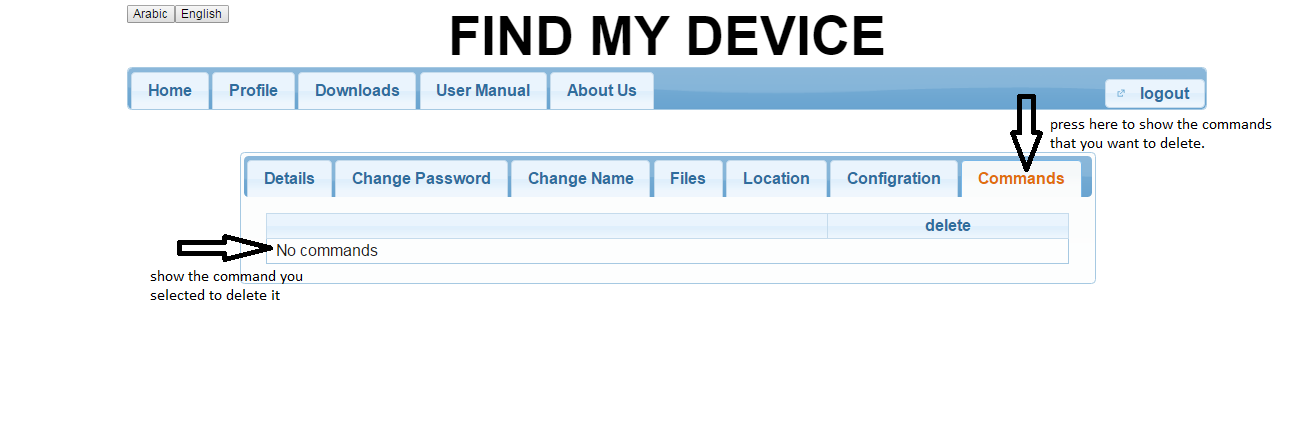 Arabic English
FIND MY DEVICE
Home Profile Downloads User Manual About Us logout
press here to show the commands
that you want to delete.
Details Change Password Change Name Files Location Configration Commands
delete
No commands
show the command you
selected to delete it